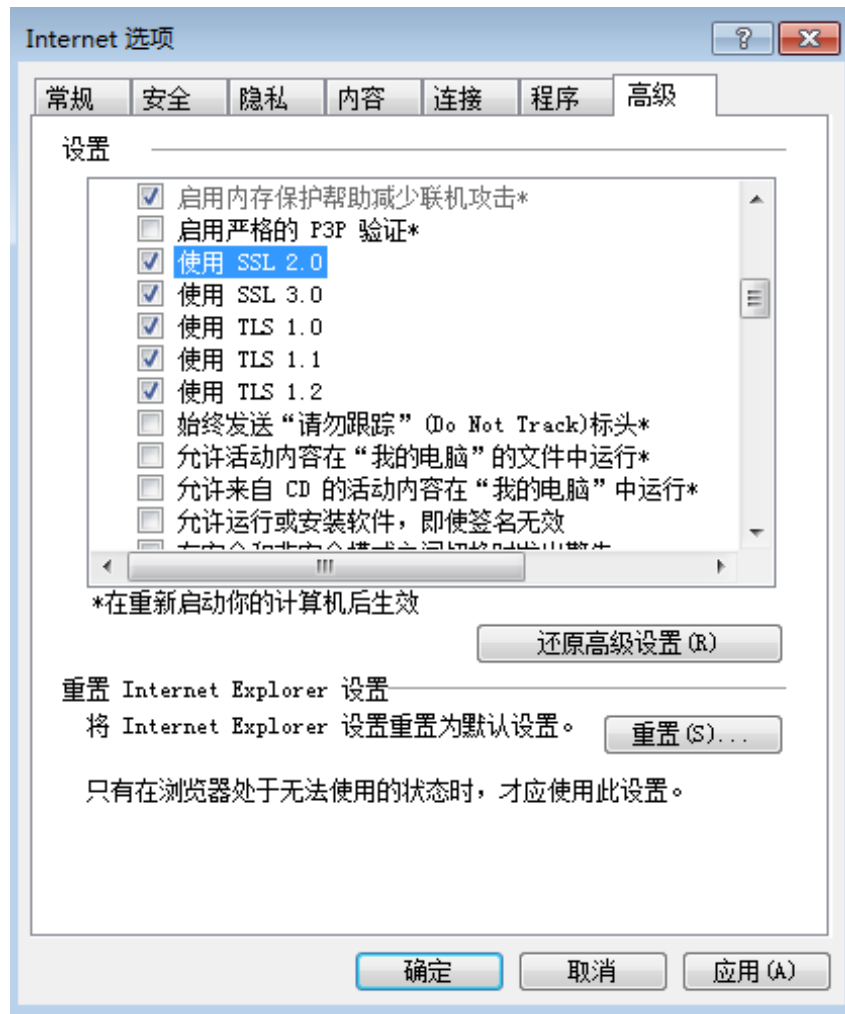 Internet 选项
常规 安全 隐私 内容 连接 程序 高级
设置
启用内存保护帮助减少联机攻击*
启用严格的 P3P 验证*
使用 SSL 2.0
使用 SSL 3.0
使用 TLS 1.0
使用 TLS 1.1
使用 TLS 1.2
始终发送“请勿跟踪” (Do Not Track)标头*
允许活动内容在“我的电脑”的文件中运行*
允许来自 CD 的活动内容在“我的电脑”中运行*
允许运行或安装软件，即使签名无效
*在重新启动你的计算机后生效
还原高级设置(R)
重置 Internet Explorer 设置
将 Internet Explorer 设置重置为默认设置。
重置(S)...
只有在浏览器处于无法使用的状态时，才应使用此设置。
确定 取消 应用(A)